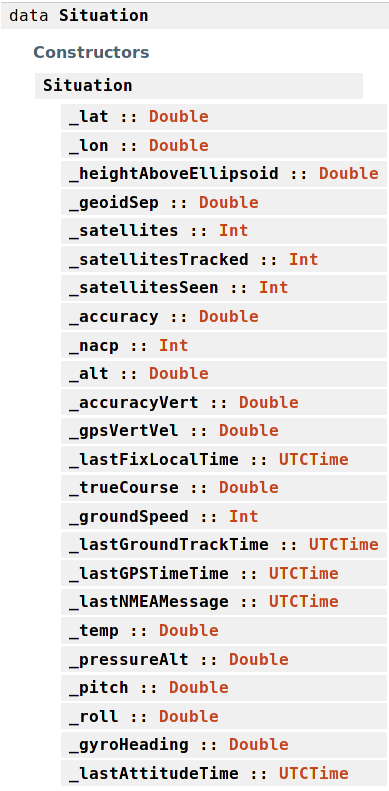 data Situation
Constructors
Situation
_lat :: Double
_lon :: Double
_heightAboveEllipsoid :: Double
_geoidSep :: Double
_satellites :: Int
_satellitesTracked :: Int
_satellitesSeen :: Int
_accuracy :: Double
_nacp :: Int
_alt :: Double
_accuracyVert :: Double
_gpsVertVel :: Double
_lastFixLocalTime :: UTCTime
_trueCourse :: Double
_groundSpeed :: Int
_lastGroundTrackTime :: UTCTime
_lastGPSTimeTime :: UTCTime
_lastNMEAMessage :: UTCTime
_temp :: Double
_pressureAlt :: Double
_pitch :: Double
_roll :: Double
_gyroHeading :: Double
_lastAttitudeTime :: UTCTime